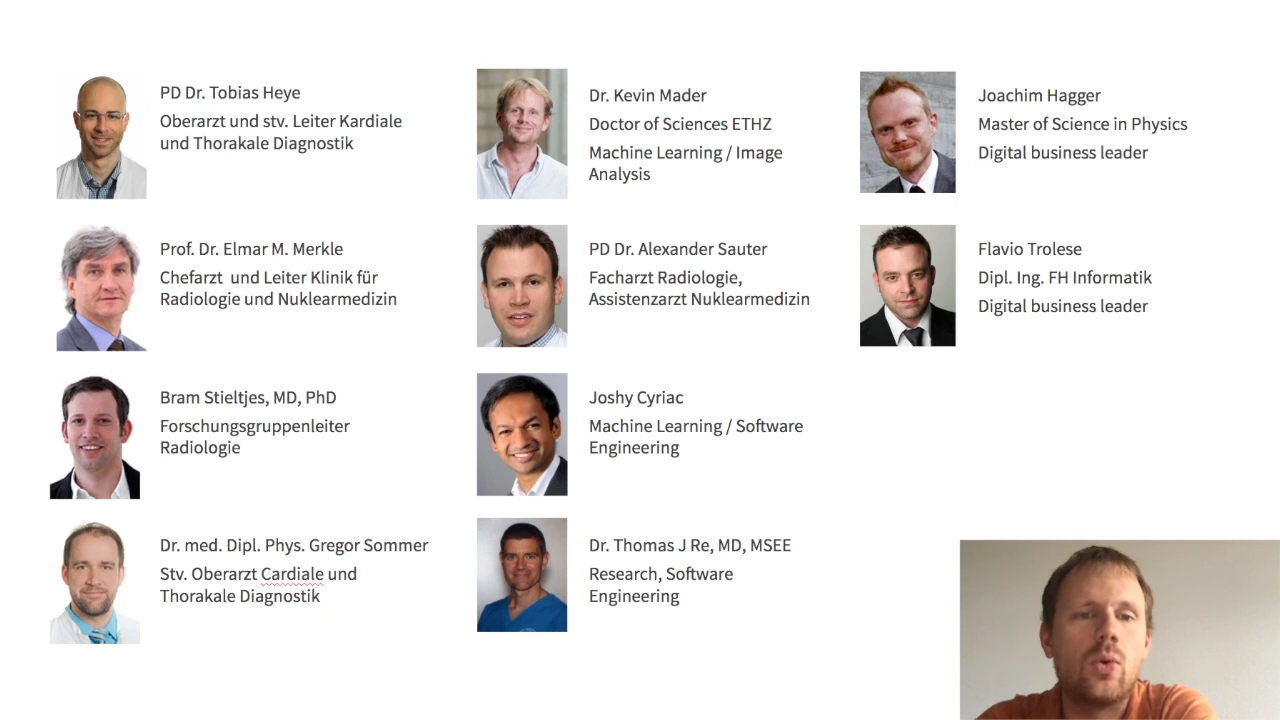 PD Dr. Tobias Heye
Oberarzt und stv. Leiter Kardiale
und Thorakale Diagnostik
Prof. Dr. Elmar M. Merkle
Chefarzt und Leiter Klinik für
Radiologie und Nuklearmedizin
Bram Stieltjes, MD, PhD
Forschungsgruppenleiter
Radiologie
Dr. med. Dipl. Phys. Gregor Sommer
Stv. Oberarzt Cardiale und
Thorakale Diagnostik
Dr. Kevin Mader
Doctor of Sciences ETHZ
Machine Learning / Image
Analysis
PD Dr. Alexander Sauter
Facharzt Radiologie,
Assistenzarzt Nuklearmedizin
Joshy Cyriac
Machine Learning / Software
Engineering
Dr. Thomas J Re, MD, MSEE
Research, Software
Engineering
Joachim Hagger
Master of Science in Physics
Digital business leader
Flavio Trolese
Dipl. Ing. FH Informatik
Digital business leader